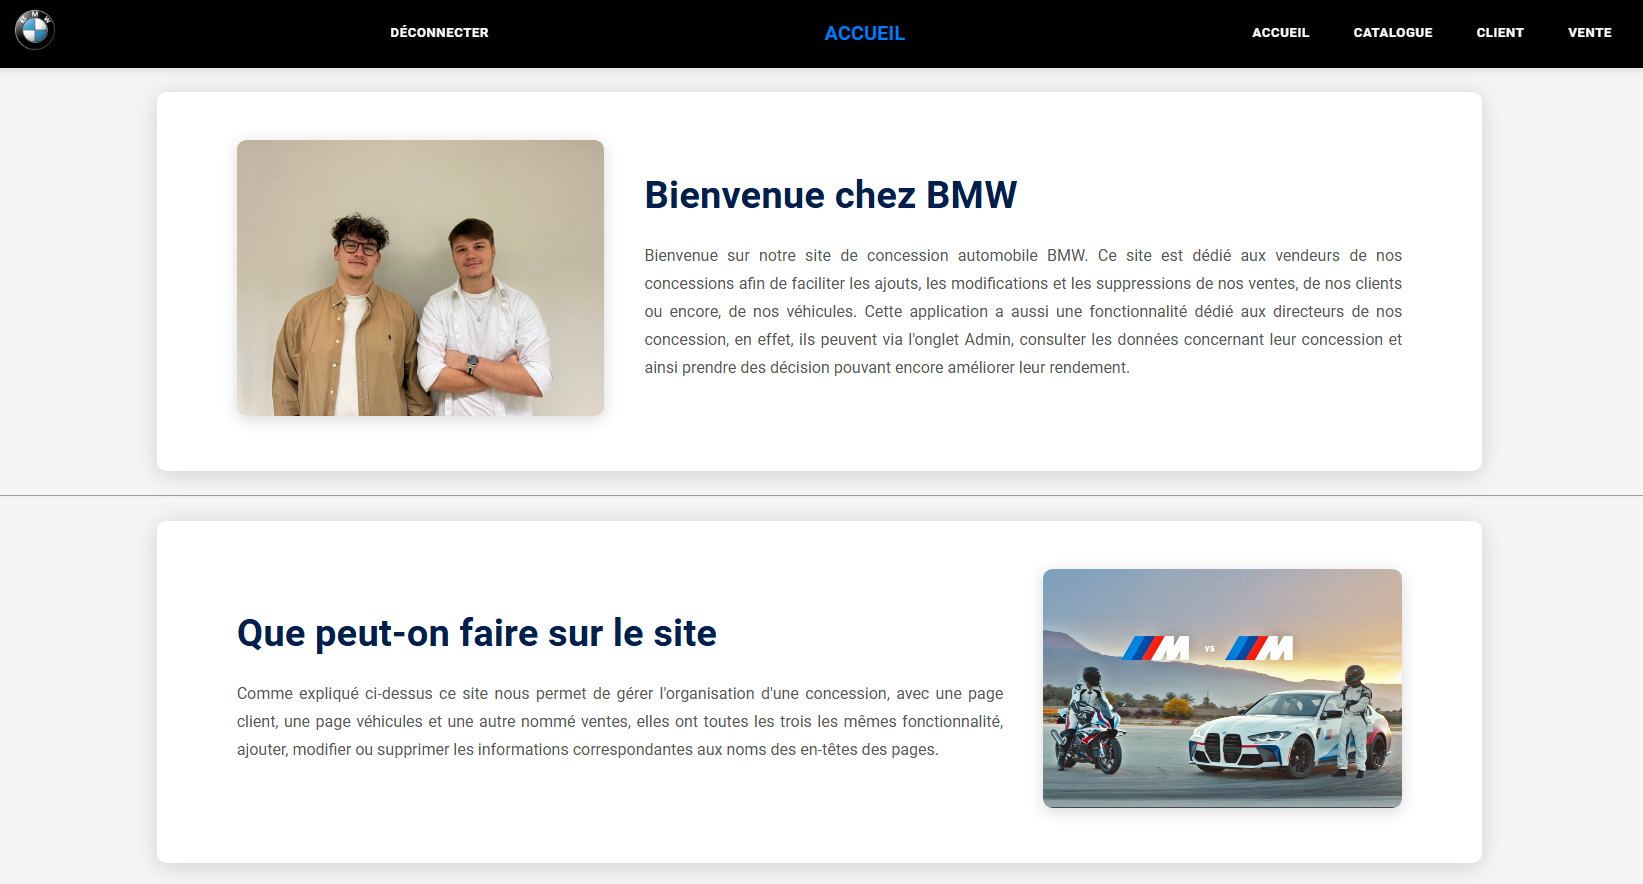 BMW
DÉCONNECTER
ACCUEIL
ACCUEIL
CATALOGUE
CLIENT
VENTE
Bienvenue chez BMW
Bienvenue sur notre site de concession automobile BMW. Ce site est dédié aux vendeurs de nos
concessions afin de faciliter les ajouts, les modifications et les suppressions de nos ventes, de nos clients
ou encore, de nos véhicules. Cette application a aussi une fonctionnalité dédié aux directeurs de nos
concession, en effet, ils peuvent via l'onglet Admin, consulter les données concernant leur concession et
ainsi prendre des décision pouvant encore améliorer leur rendement.
Que peut-on faire sur le site
Comme expliqué ci-dessus ce site nous permet de gérer l'organisation d'une concession, avec une page
client, une page véhicules et une autre nommé ventes, elles ont toutes les trois les mêmes fonctionnalité,
ajouter, modifier ou supprimer les informations correspondantes aux noms des en-têtes des pages.
M vs M